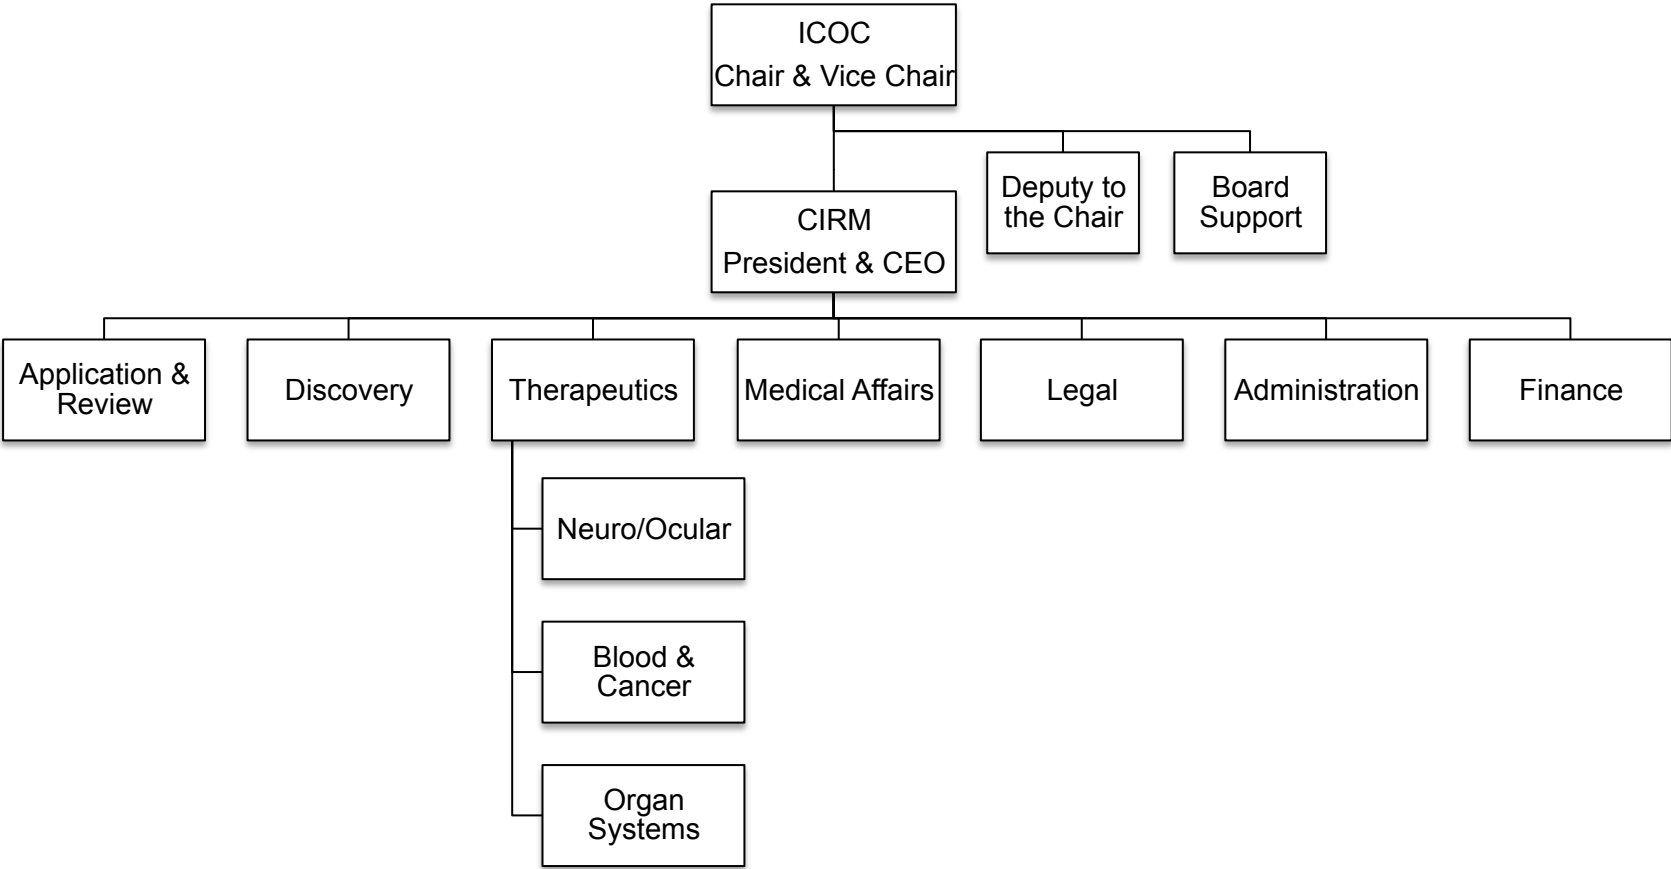 ICOC
Chair & Vice Chair
Deputy to
the Chair
Board
Support
CIRM
President & CEO
Application &
Review
Discovery
Therapeutics
Medical Affairs
Legal
Administration
Finance
Neuro/Ocular
Blood &
Cancer
Organ
Systems